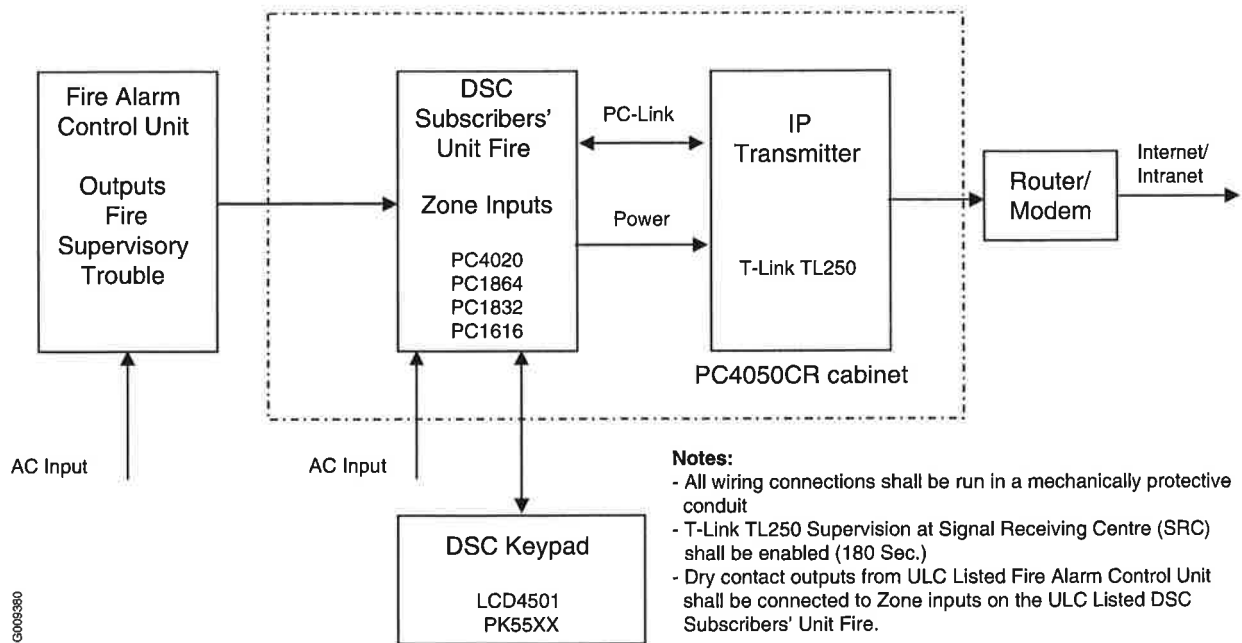 Fire Alarm
Control Unit
Outputs
Fire
Supervisory
Trouble
AC Input
DSC
Subscribers'
Unit Fire
Zone Inputs
PC4020
PC1864
PC1832
PC1616
AC Input
PC-Link
Power
IP
Transmitter
T-Link TL250
PC4050CR cabinet
Router/
Modem
Internet/
Intranet
DSC Keypad
LCD4501
PK55XX
Notes:
- All wiring connections shall be run in a mechanically protective
conduit
- T-Link TL250 Supervision at Signal Receiving Centre (SRC)
shall be enabled (180 Sec.)
- Dry contact outputs from ULC Listed Fire Alarm Control Unit
shall be connected to Zone inputs on the ULC Listed DSC
Subscribers' Unit Fire.
G009380